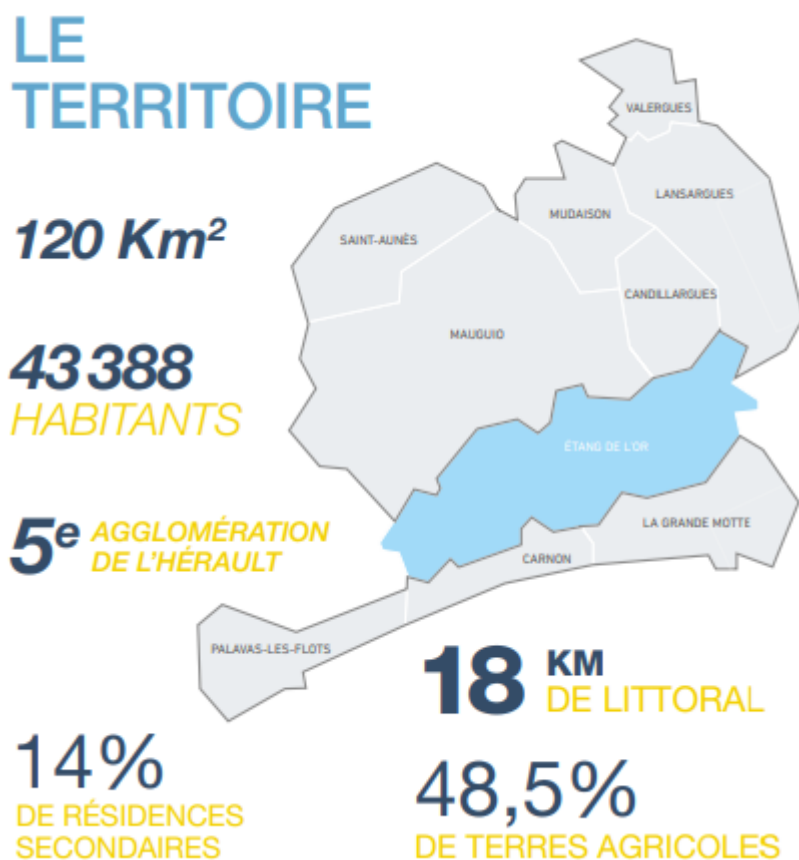 LE
TERRITOIRE
120 Km²
43 388
HABITANTS
5e AGGLOMÉRATION
DE L'HÉRAULT
VALERGUES
LANSARGUES
MUDAISON
SAINT-AUNÈS
CANDILLARGUES
MAUGUIO
ÉTANG DE L'OR
LA GRANDE MOTTE
CARNON
PALAVAS-LES-FLOTS
18 KM
DE LITTORAL
14%
DE RÉSIDENCES
SECONDAIRES
48,5%
DE TERRES AGRICOLES